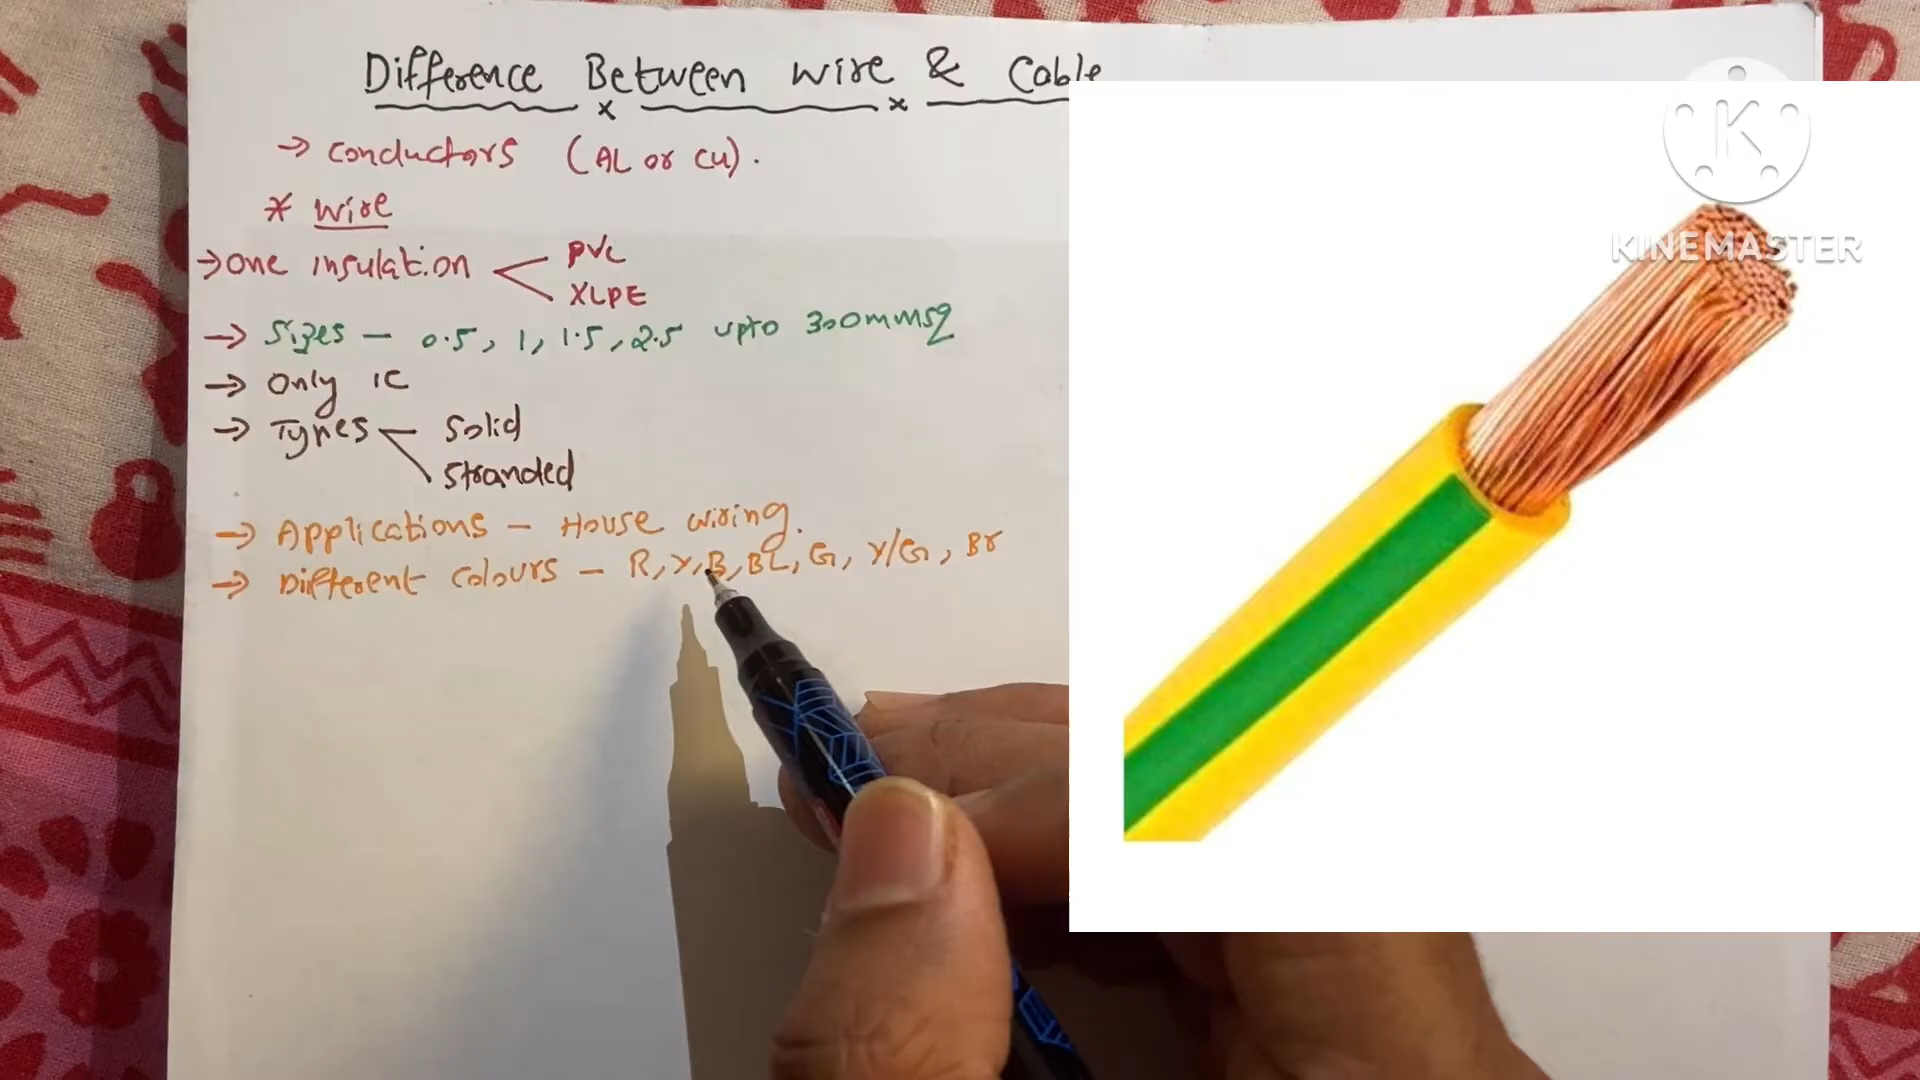 Difference Between wire & Cable
→ conductors (AL or cu).
* wire
→ one insulation
PVC
XLPE
→ Sizes – 0.5, 1, 1.5, 2.5 upto 300mmsq
→ Only 1C
→ Types
Solid
Stranded
→ Applications – House wiring.
→ Different Colours – R, Y, B, BL, G, Y/G, Br
K
KINEMASTER